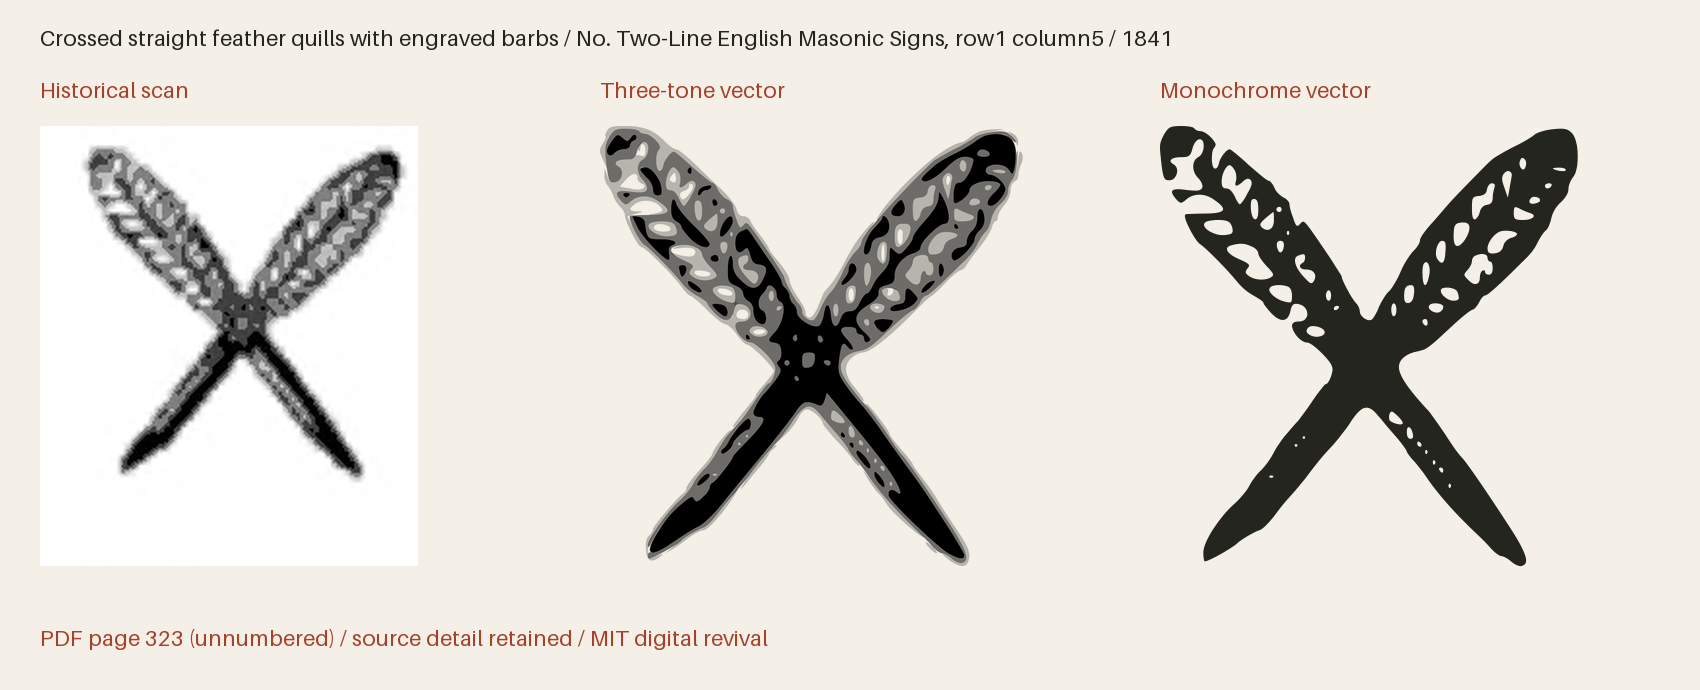 Crossed straight feather quills with engraved barbs / No. Two-Line English Masonic Signs, row1 column5 / 1841
Historical scan
Three-tone vector
Monochrome vector
PDF page 323 (unnumbered) / source detail retained / MIT digital revival